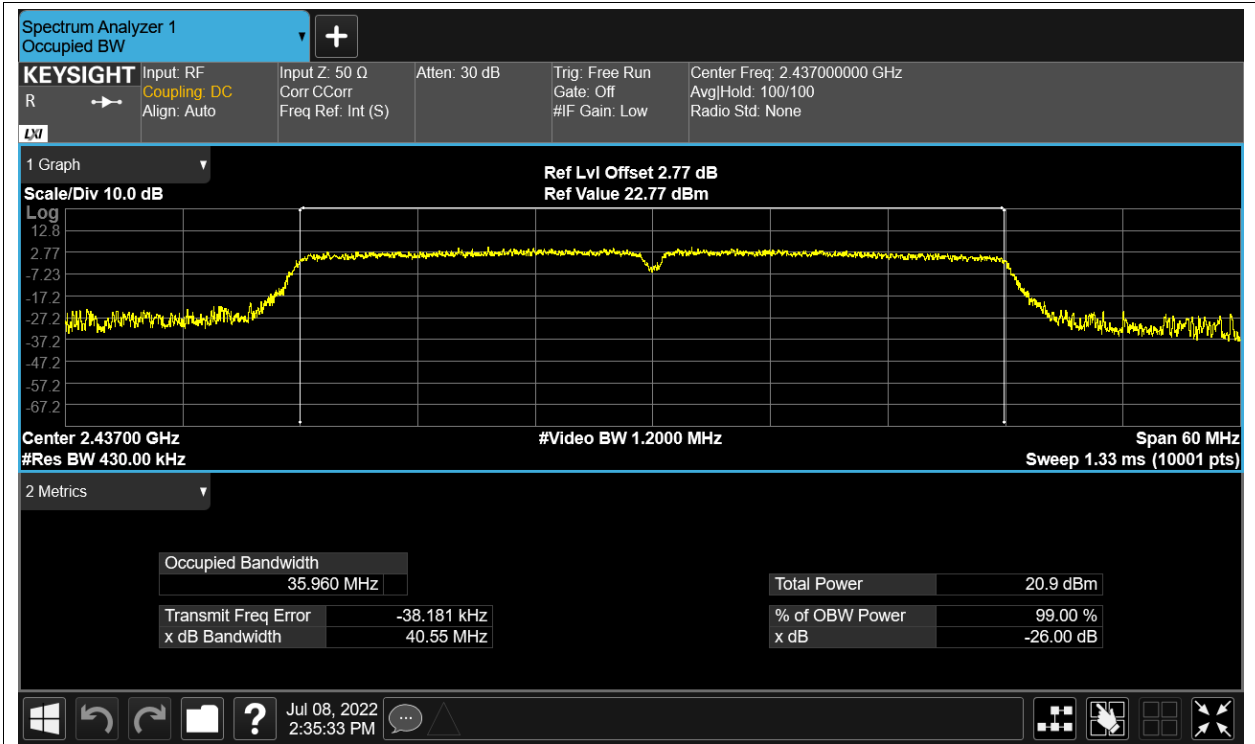 Spectrum Analyzer 1
Occupied BW
KEYSIGHT
R
LXI
Input: RF
Coupling: DC
Align: Auto
Input Z: 50 Ω
Corr CCorr
Freq Ref: Int (S)
Atten: 30 dB
Trig: Free Run
Gate: Off
#IF Gain: Low
Center Freq: 2.437000000 GHz
Avg|Hold: 100/100
Radio Std: None
1 Graph
Scale/Div 10.0 dB
Ref Lvl Offset 2.77 dB
Ref Value 22.77 dBm
Log
12.8
2.77
-7.23
-17.2
-27.2
-37.2
-47.2
-57.2
-67.2
Center 2.43700 GHz
#Res BW 430.00 kHz
#Video BW 1.2000 MHz
Span 60 MHz
Sweep 1.33 ms (10001 pts)
2 Metrics
Occupied Bandwidth
35.960 MHz
Transmit Freq Error -38.181 kHz
x dB Bandwidth 40.55 MHz
Total Power 20.9 dBm
% of OBW Power 99.00 %
x dB -26.00 dB
?
Jul 08, 2022
2:35:33 PM